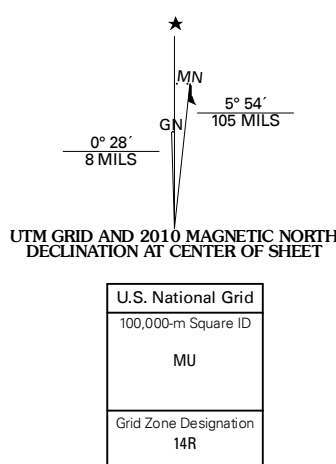 MN
5° 54´
105 MILS
GN
0° 28´
8 MILS
UTM GRID AND 2010 MAGNETIC NORTH
DECLINATION AT CENTER OF SHEET
U.S. National Grid
100,000-m Square ID
MU
Grid Zone Designation
14R